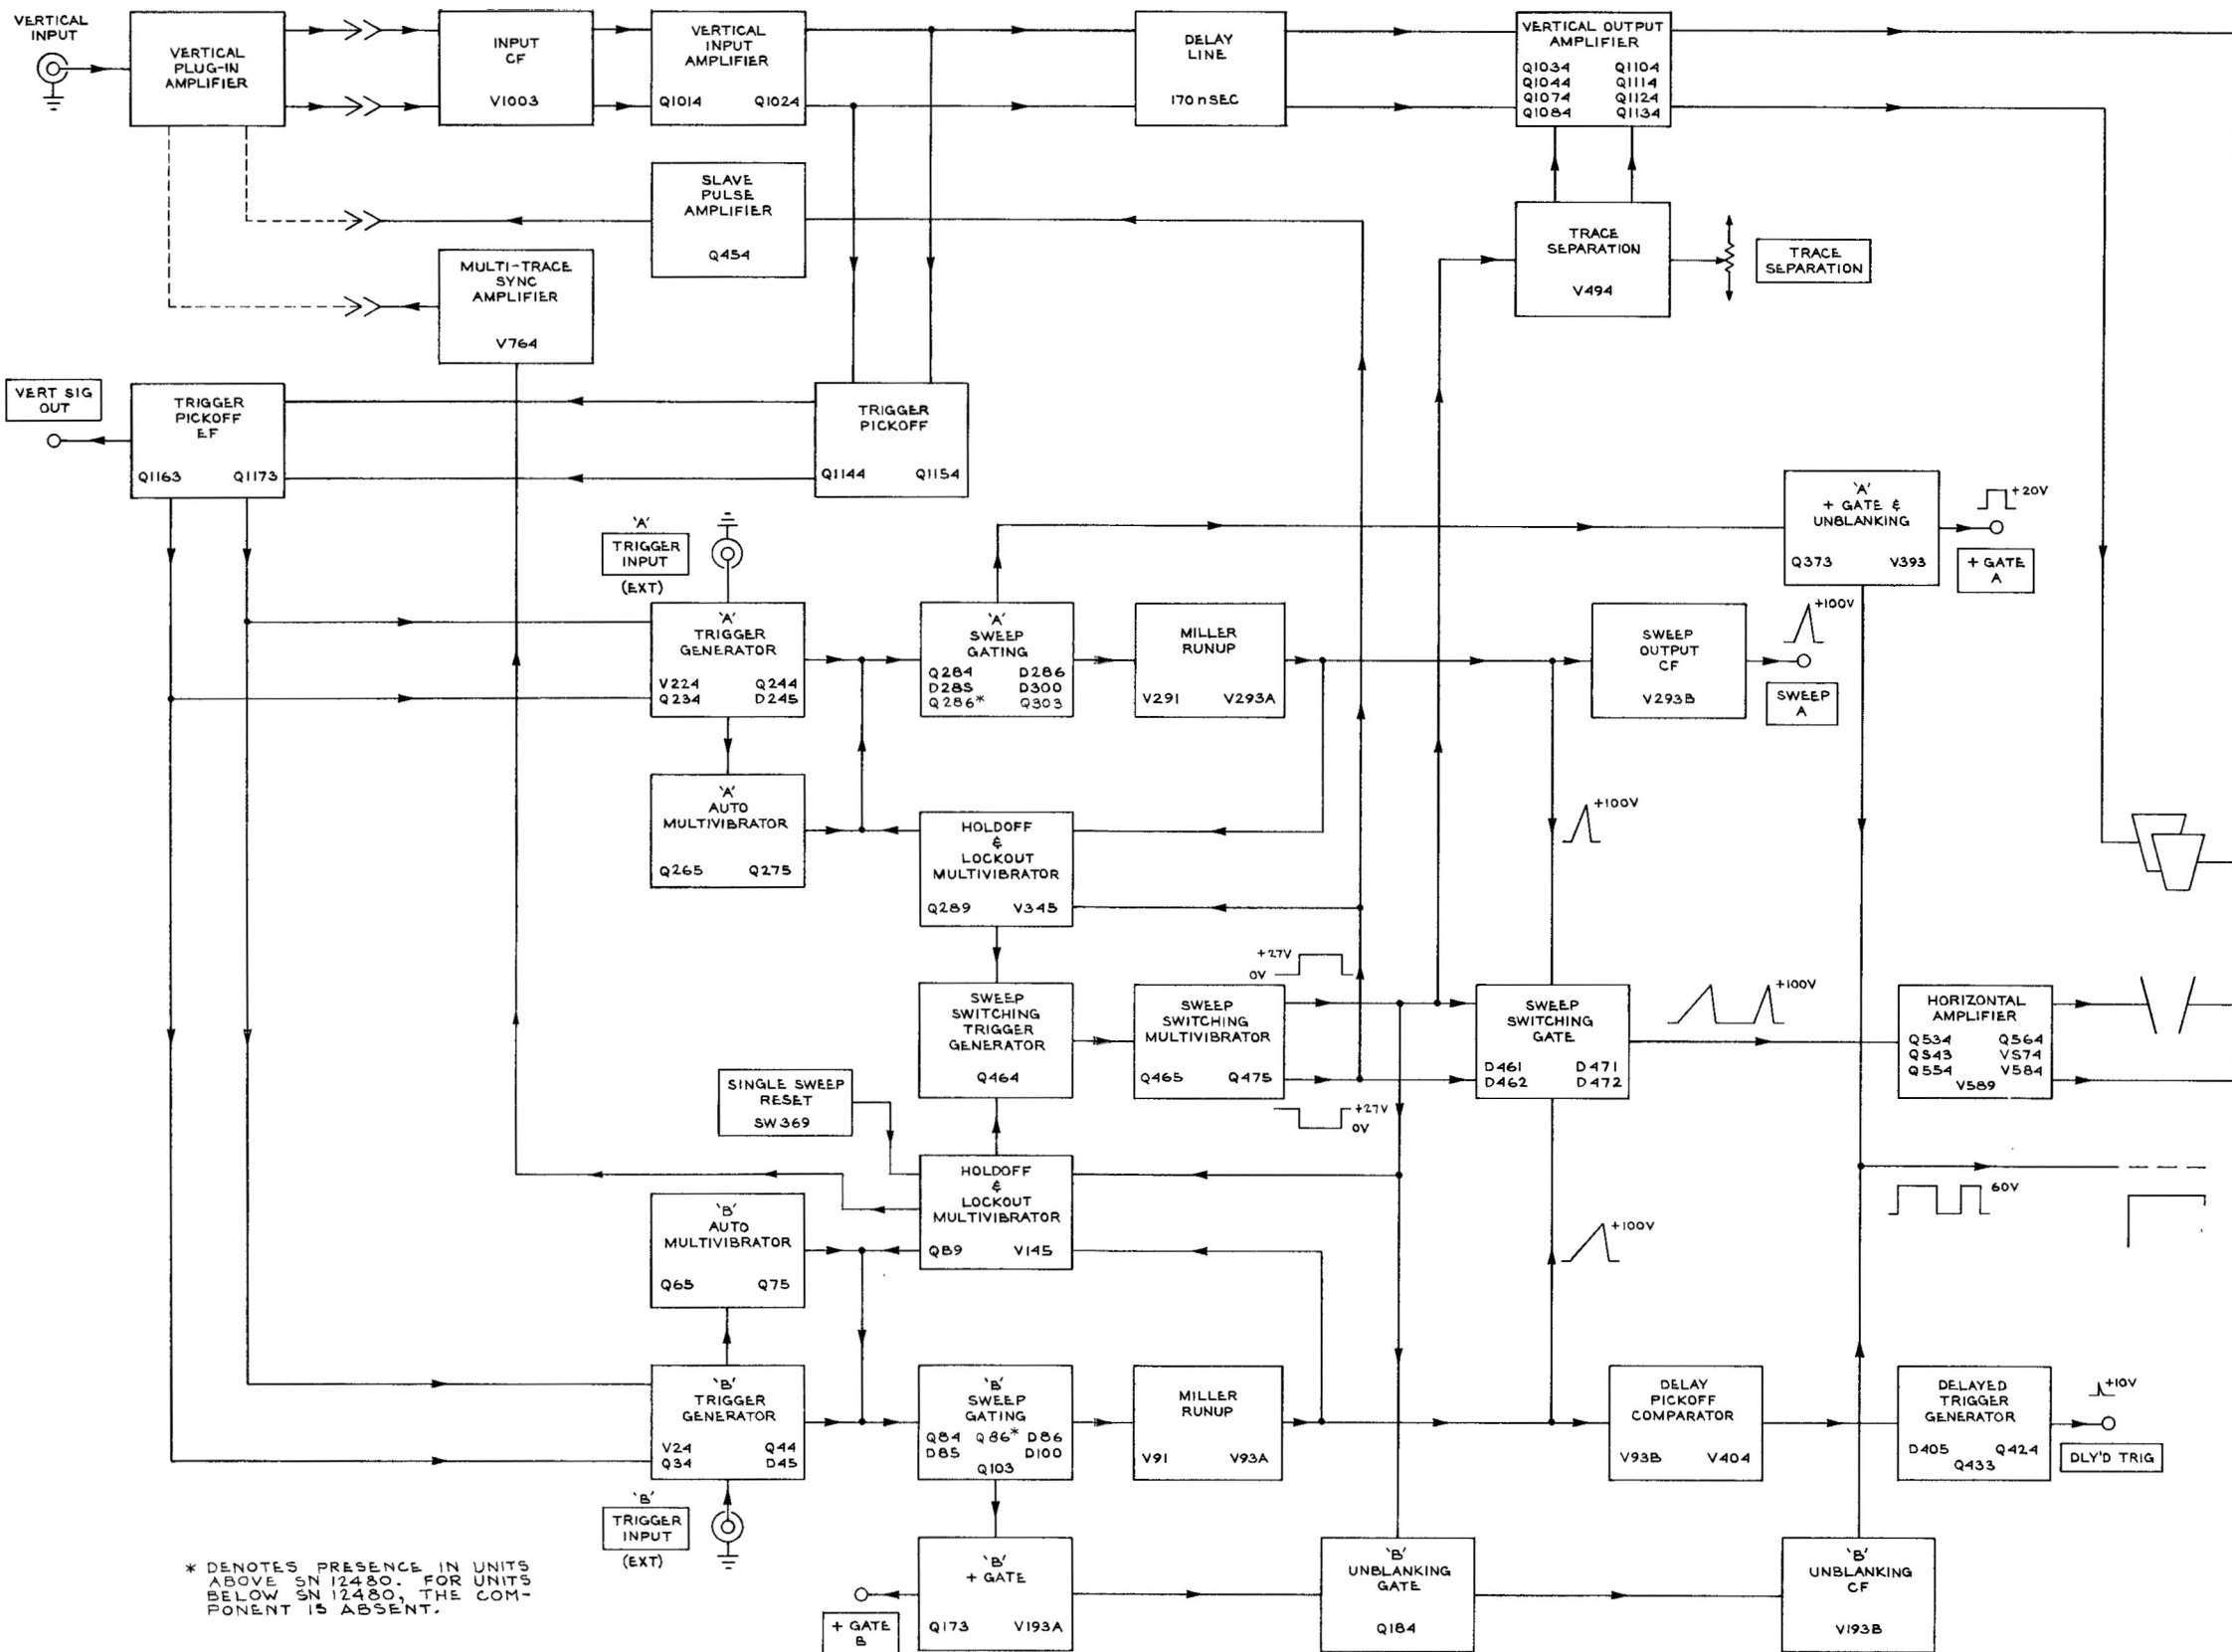 VERTICAL
INPUT
VERTICAL
PLUG-IN
AMPLIFIER
INPUT
CF
V1003
VERTICAL
INPUT
AMPLIFIER
Q1014 Q1024
DELAY
LINE
170 nSEC
VERTICAL OUTPUT
AMPLIFIER
Q1034 Q1104
Q1044 Q1114
Q1074 Q1124
Q1084 Q1134
SLAVE
PULSE
AMPLIFIER
Q454
TRACE
SEPARATION
V494
TRACE
SEPARATION
MULTI-TRACE
SYNC
AMPLIFIER
V764
VERT SIG
OUT
TRIGGER
PICKOFF
EF
Q1163 Q1173
TRIGGER
PICKOFF
Q1144 Q1154
'A'
+ GATE &
UNBLANKING
Q373 V393
+20V
+ GATE
A
'A'
TRIGGER
INPUT
(EXT)
'A'
TRIGGER
GENERATOR
V224 Q244
Q234 D245
'A'
SWEEP
GATING
Q284 D286
D285 D300
Q286* Q303
MILLER
RUNUP
V291 V293A
SWEEP
OUTPUT
CF
V293B
+100V
SWEEP
A
'A'
AUTO
MULTIVIBRATOR
Q265 Q275
HOLDOFF
&
LOCKOUT
MULTIVIBRATOR
Q289 V345
+100V
SWEEP
SWITCHING
TRIGGER
GENERATOR
Q464
+27V
0V
SWEEP
SWITCHING
MULTIVIBRATOR
Q465 Q475
+27V
0V
SWEEP
SWITCHING
GATE
D461 D471
D462 D472
+100V
HORIZONTAL
AMPLIFIER
Q534 Q564
Q543 V574
Q554 V584
V589
SINGLE SWEEP
RESET
SW369
HOLDOFF
&
LOCKOUT
MULTIVIBRATOR
Q89 V145
60V
'B'
AUTO
MULTIVIBRATOR
Q65 Q75
+100V
'B'
TRIGGER
GENERATOR
V24 Q44
Q34 D45
'B'
SWEEP
GATING
Q84 Q86* D86
D85 D100
Q103
MILLER
RUNUP
V91 V93A
DELAY
PICKOFF
COMPARATOR
V93B V404
DELAYED
TRIGGER
GENERATOR
D405 Q424
Q433
+10V
DLY'D TRIG
'B'
TRIGGER
INPUT
(EXT)
* DENOTES PRESENCE IN UNITS
ABOVE SN 12480. FOR UNITS
BELOW SN 12480, THE COM-
PONENT IS ABSENT.
+ GATE
B
'B'
+ GATE
Q173 V193A
'B'
UNBLANKING
GATE
Q184
'B'
UNBLANKING
CF
V193B